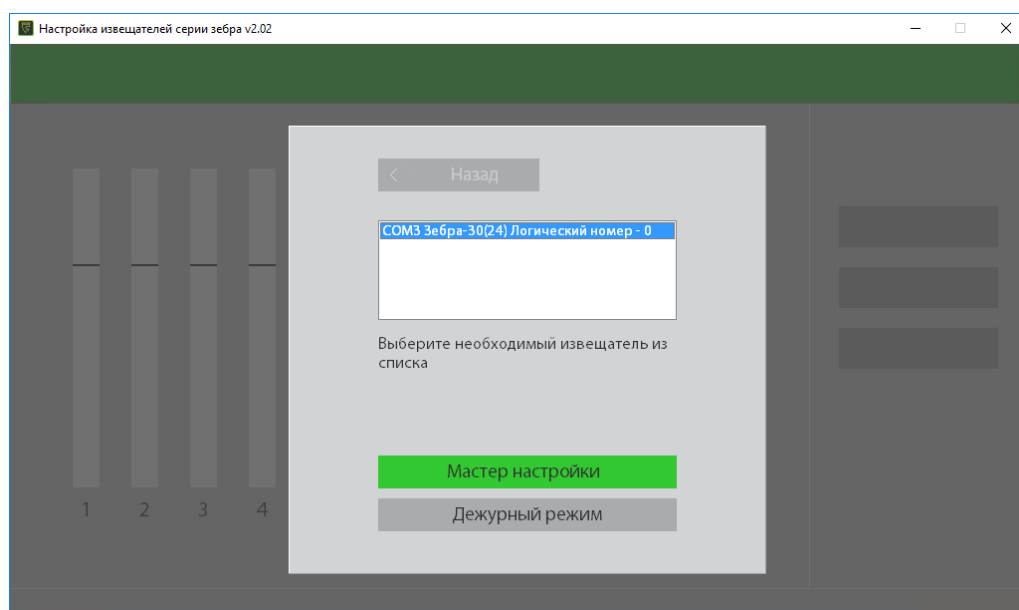 Настройка извещателей серии зебра v2.02
< Назад
COM3 Зебра-30(24) Логический номер - 0
Выберите необходимый извещатель из
списка
Мастер настройки
Дежурный режим
1 2 3 4